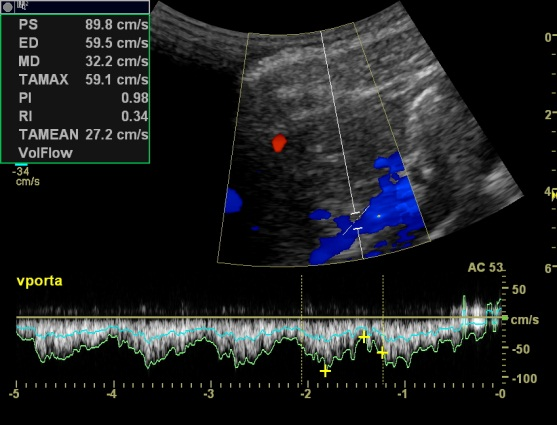 PS 89.8 cm/s
ED 59.5 cm/s
MD 32.2 cm/s
TAMAX 59.1 cm/s
PI 0.98
RI 0.34
TAMEAN 27.2 cm/s
VolFlow
-34
cm/s
0
2
4
6
vporta
AC 53
50
cm/s
-50
-100
-5 -4 -3 -2 -1 -0